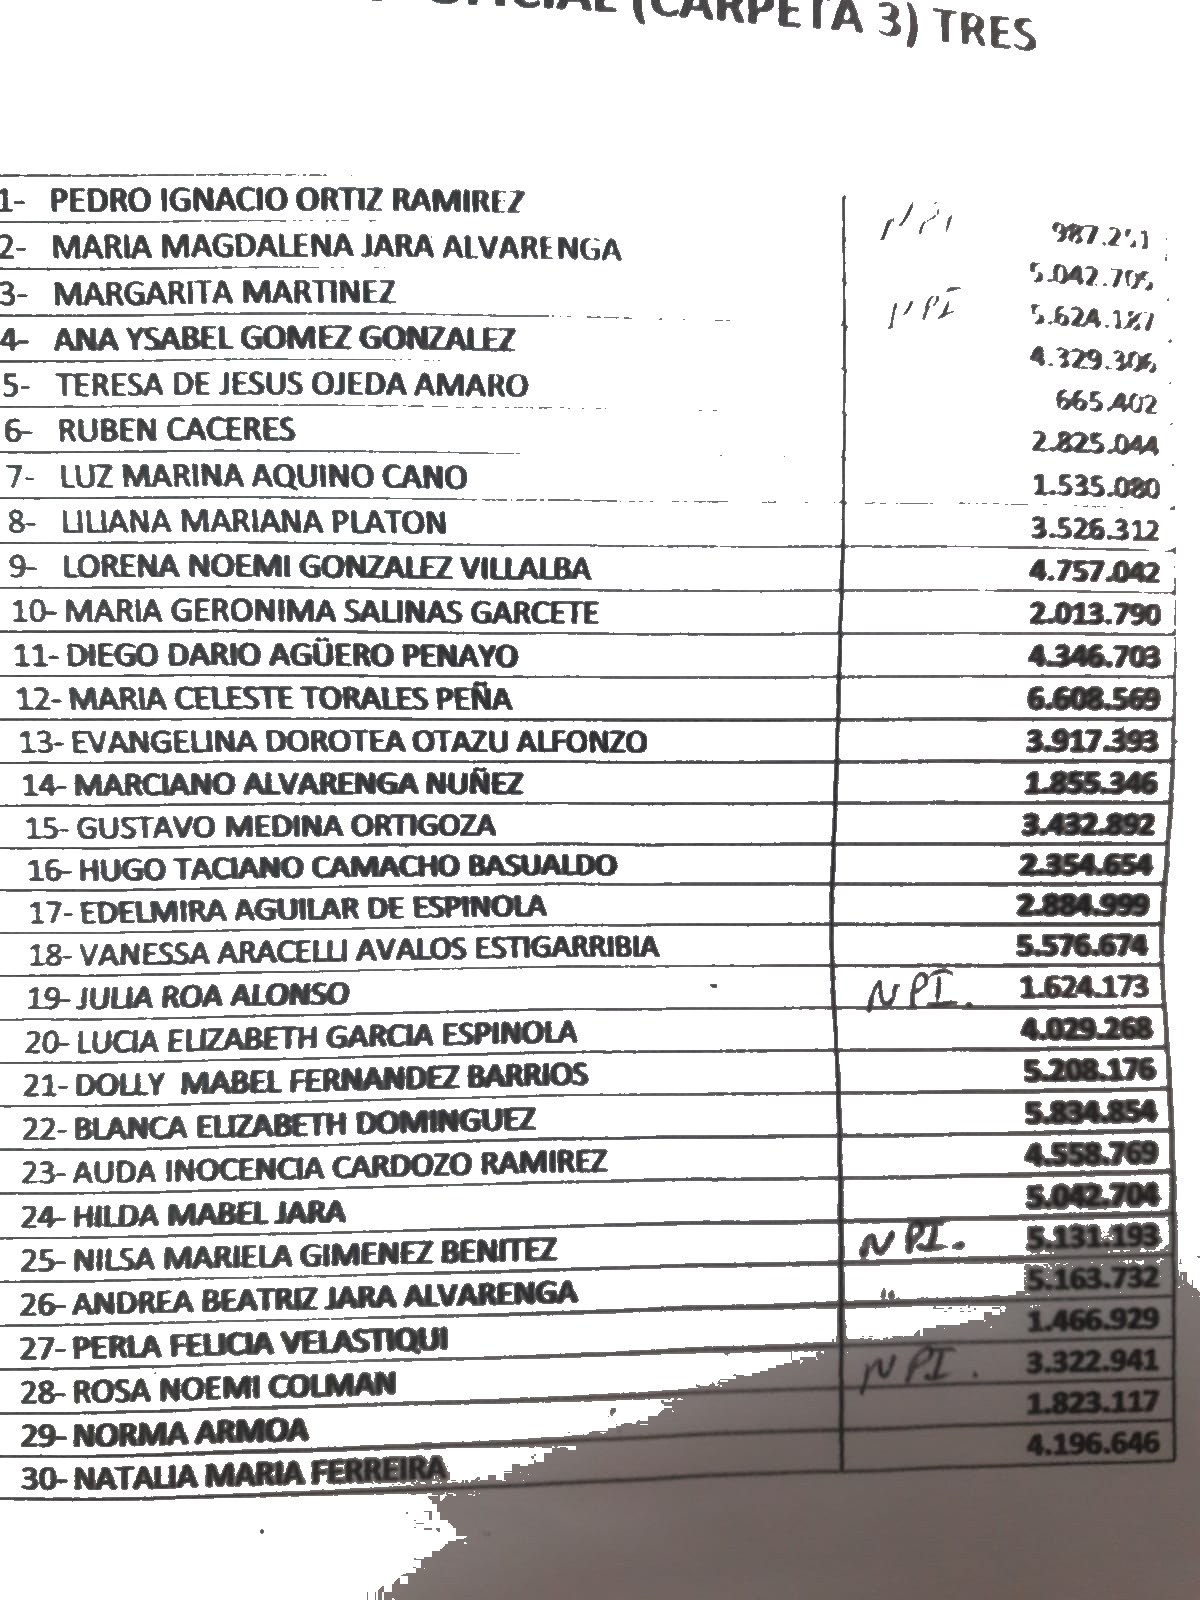 OFICIAL (CARPETA 3) TRES
1- PEDRO IGNACIO ORTIZ RAMIREZ 987.251
2- MARIA MAGDALENA JARA ALVARENGA 5.042.705
3- MARGARITA MARTINEZ NPI 5.624.187
4- ANA YSABEL GOMEZ GONZALEZ 4.329.306
5- TERESA DE JESUS OJEDA AMARO 665.402
6- RUBEN CACERES 2.825.044
7- LUZ MARINA AQUINO CANO 1.535.080
8- LILIANA MARIANA PLATON 3.526.312
9- LORENA NOEMI GONZALEZ VILLALBA 4.757.042
10- MARIA GERONIMA SALINAS GARCETE 2.013.790
11- DIEGO DARIO AGÜERO PENAYO 4.346.703
12- MARIA CELESTE TORALES PEÑA 6.608.569
13- EVANGELINA DOROTEA OTAZU ALFONZO 3.917.393
14- MARCIANO ALVARENGA NUÑEZ 1.855.346
15- GUSTAVO MEDINA ORTIGOZA 3.432.892
16- HUGO TACIANO CAMACHO BASUALDO 2.354.654
17- EDELMIRA AGUILAR DE ESPINOLA 2.884.999
18- VANESSA ARACELLI AVALOS ESTIGARRIBIA 5.576.674
19- JULIA ROA ALONSO NPI. 1.624.173
20- LUCIA ELIZABETH GARCIA ESPINOLA 4.029.268
21- DOLLY MABEL FERNANDEZ BARRIOS 5.208.176
22- BLANCA ELIZABETH DOMINGUEZ 5.834.854
23- AUDA INOCENCIA CARDOZO RAMIREZ 4.558.769
24- HILDA MABEL JARA 5.042.704
25- NILSA MARIELA GIMENEZ BENITEZ NPI. 5.131.193
26- ANDREA BEATRIZ JARA ALVARENGA 5.163.732
27- PERLA FELICIA VELASTIQUI 1.466.929
28- ROSA NOEMI COLMAN NPI. 3.322.941
29- NORMA ARMOA 1.823.117
30- NATALIA MARIA FERREIRA 4.196.646